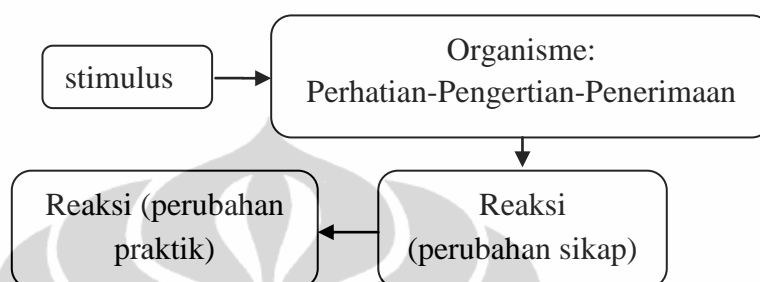 stimulus
Organisme:
Perhatian-Pengertian-Penerimaan
Reaksi
(perubahan sikap)
Reaksi (perubahan
praktik)